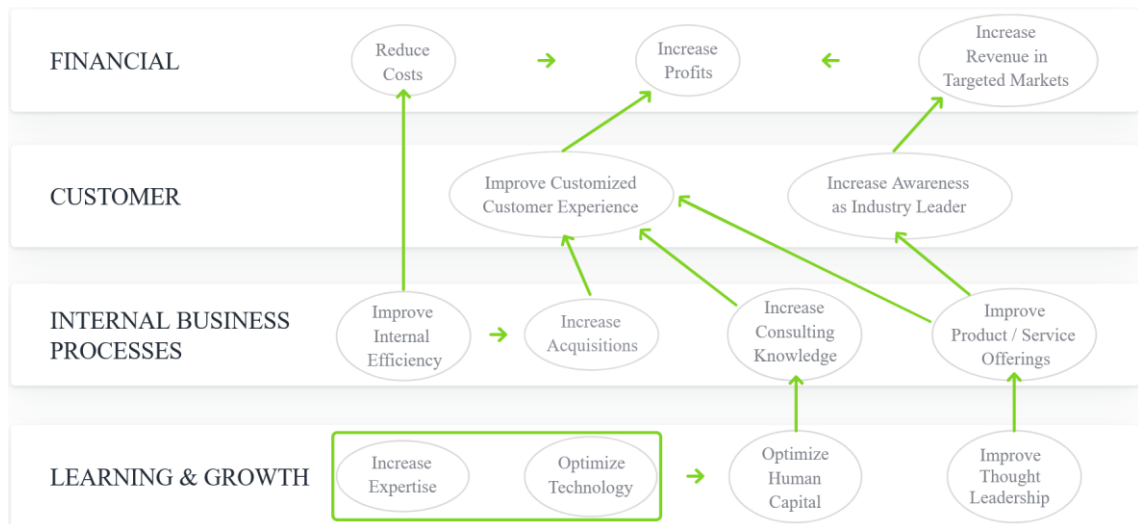 FINANCIAL
Reduce
Costs
Increase
Profits
Increase
Revenue in
Targeted Markets
CUSTOMER
Improve Customized
Customer Experience
Increase Awareness
as Industry Leader
INTERNAL BUSINESS
PROCESSES
Improve
Internal
Efficiency
Increase
Acquisitions
Increase
Consulting
Knowledge
Improve
Product / Service
Offerings
LEARNING & GROWTH
Increase
Expertise
Optimize
Technology
Optimize
Human
Capital
Improve
Thought
Leadership